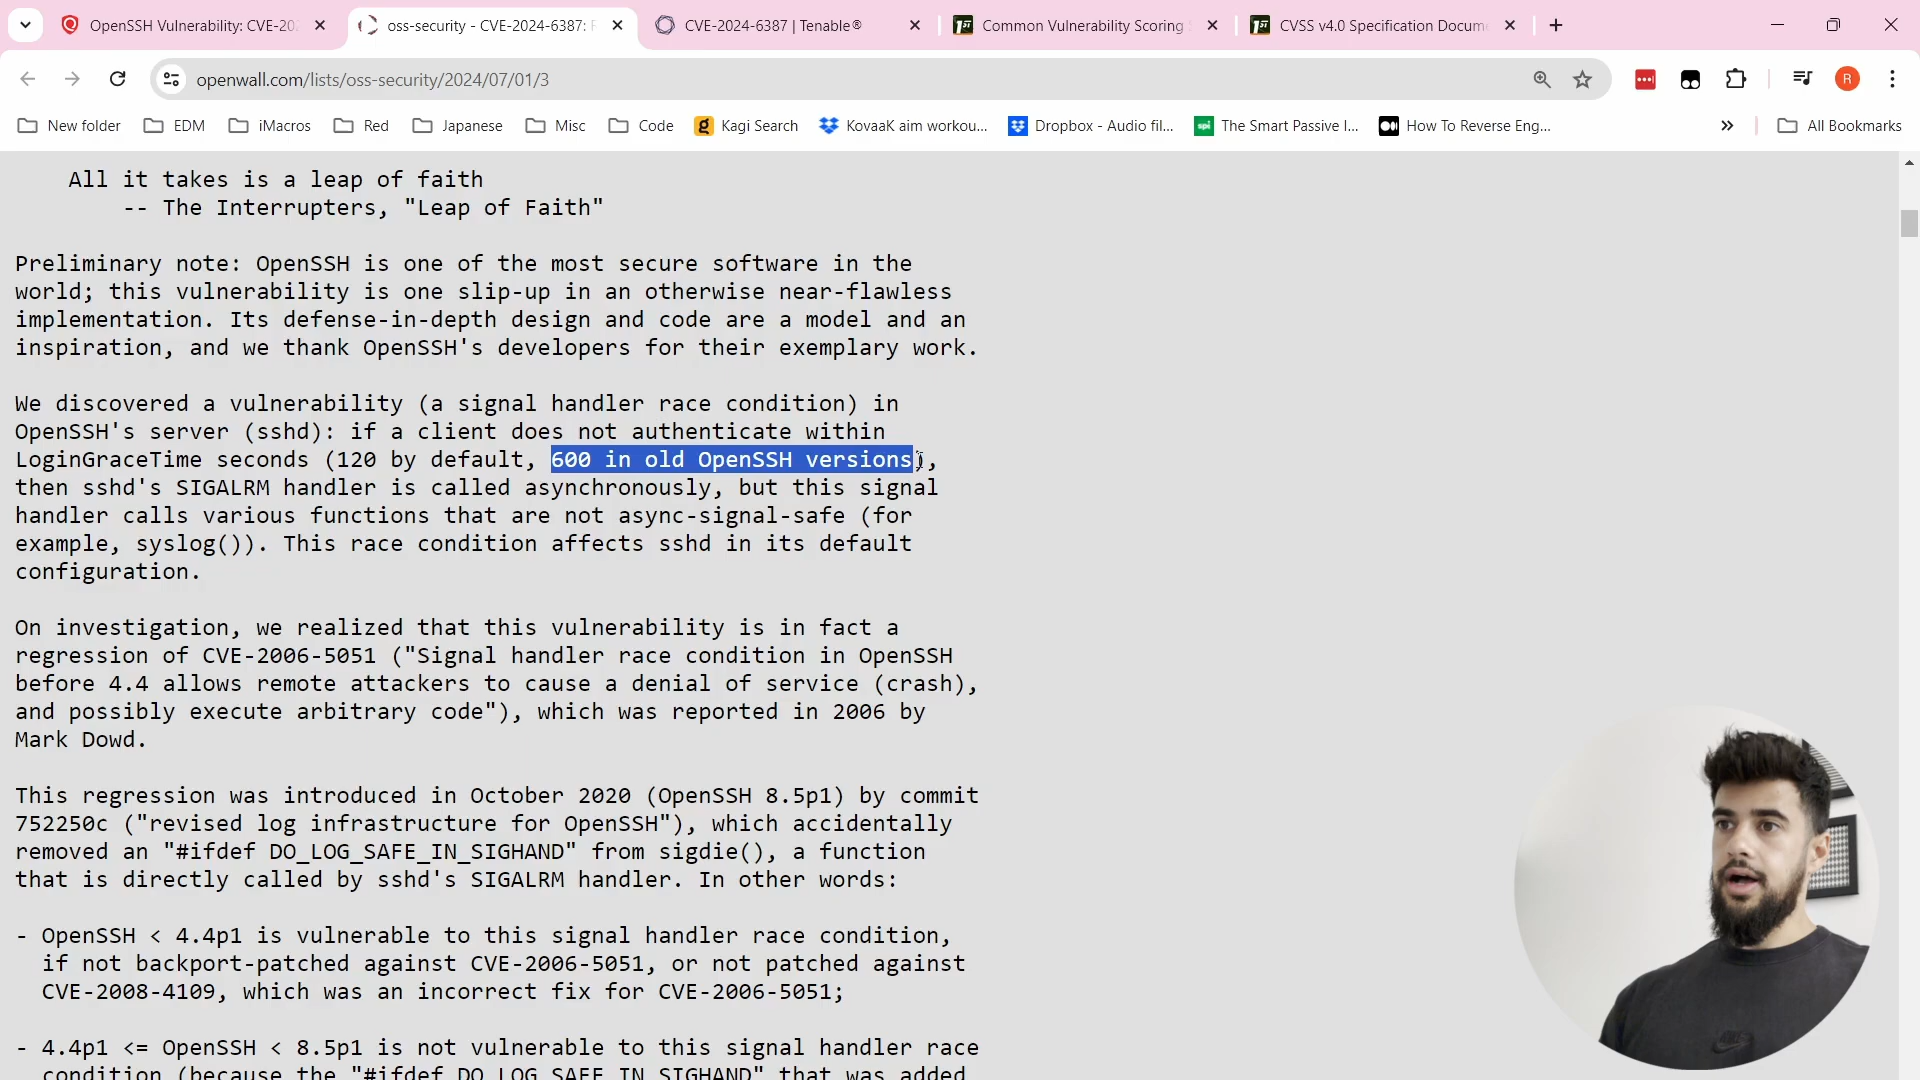 OpenSSH Vulnerability: CVE-202
oss-security - CVE-2024-6387: R
CVE-2024-6387 | Tenable®
Common Vulnerability Scoring
CVSS v4.0 Specification Docum
openwall.com/lists/oss-security/2024/07/01/3
R
New folder
EDM
iMacros
Red
Japanese
Misc
Code
Kagi Search
KovaaK aim workou...
Dropbox - Audio fil...
spi
The Smart Passive I...
How To Reverse Eng...
All Bookmarks
All it takes is a leap of faith
-- The Interrupters, "Leap of Faith"
Preliminary note: OpenSSH is one of the most secure software in the
world; this vulnerability is one slip-up in an otherwise near-flawless
implementation. Its defense-in-depth design and code are a model and an
inspiration, and we thank OpenSSH's developers for their exemplary work.
We discovered a vulnerability (a signal handler race condition) in
OpenSSH's server (sshd): if a client does not authenticate within
LoginGraceTime seconds (120 by default, 600 in old OpenSSH versions),
then sshd's SIGALRM handler is called asynchronously, but this signal
handler calls various functions that are not async-signal-safe (for
example, syslog()). This race condition affects sshd in its default
configuration.
On investigation, we realized that this vulnerability is in fact a
regression of CVE-2006-5051 ("Signal handler race condition in OpenSSH
before 4.4 allows remote attackers to cause a denial of service (crash),
and possibly execute arbitrary code"), which was reported in 2006 by
Mark Dowd.
This regression was introduced in October 2020 (OpenSSH 8.5p1) by commit
752250c ("revised log infrastructure for OpenSSH"), which accidentally
removed an "#ifdef DO_LOG_SAFE_IN_SIGHAND" from sigdie(), a function
that is directly called by sshd's SIGALRM handler. In other words:
- OpenSSH < 4.4p1 is vulnerable to this signal handler race condition,
if not backport-patched against CVE-2006-5051, or not patched against
CVE-2008-4109, which was an incorrect fix for CVE-2006-5051;
- 4.4p1 <= OpenSSH < 8.5p1 is not vulnerable to this signal handler race
condition (because the "#ifdef DO_LOG_SAFE_IN_SIGHAND" that was added